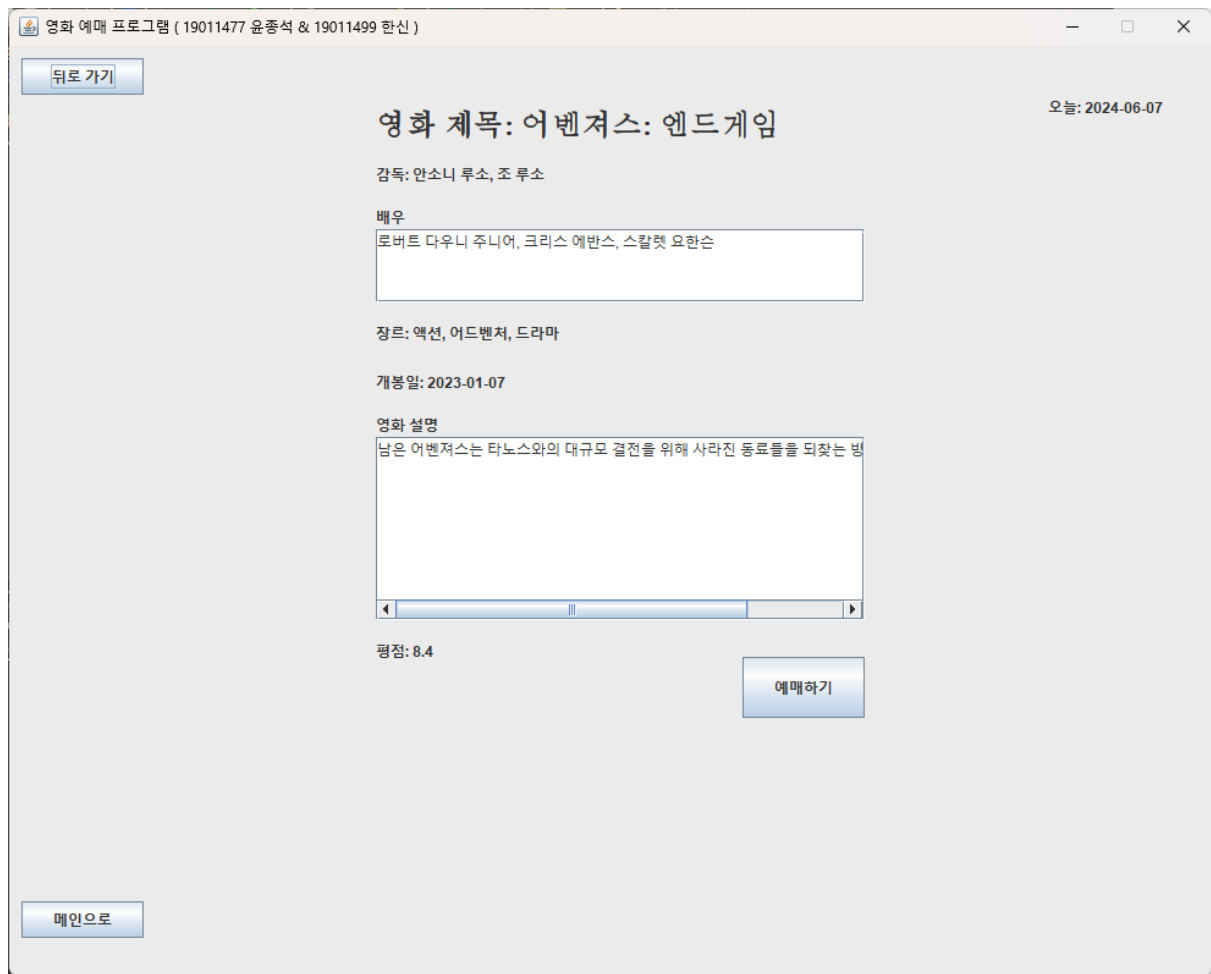 영화 예매 프로그램 ( 19011477 윤종석 & 19011499 한신 )
뒤로 가기
오늘: 2024-06-07
영화 제목: 어벤져스: 엔드게임
감독: 안소니 루소, 조 루소
배우
로버트 다우니 주니어, 크리스 에반스, 스칼렛 요한슨
장르: 액션, 어드벤처, 드라마
개봉일: 2023-01-07
영화 설명
남은 어벤져스는 타노스와의 대규모 결전을 위해 사라진 동료들을 되찾는 방
평점: 8.4
예매하기
메인으로